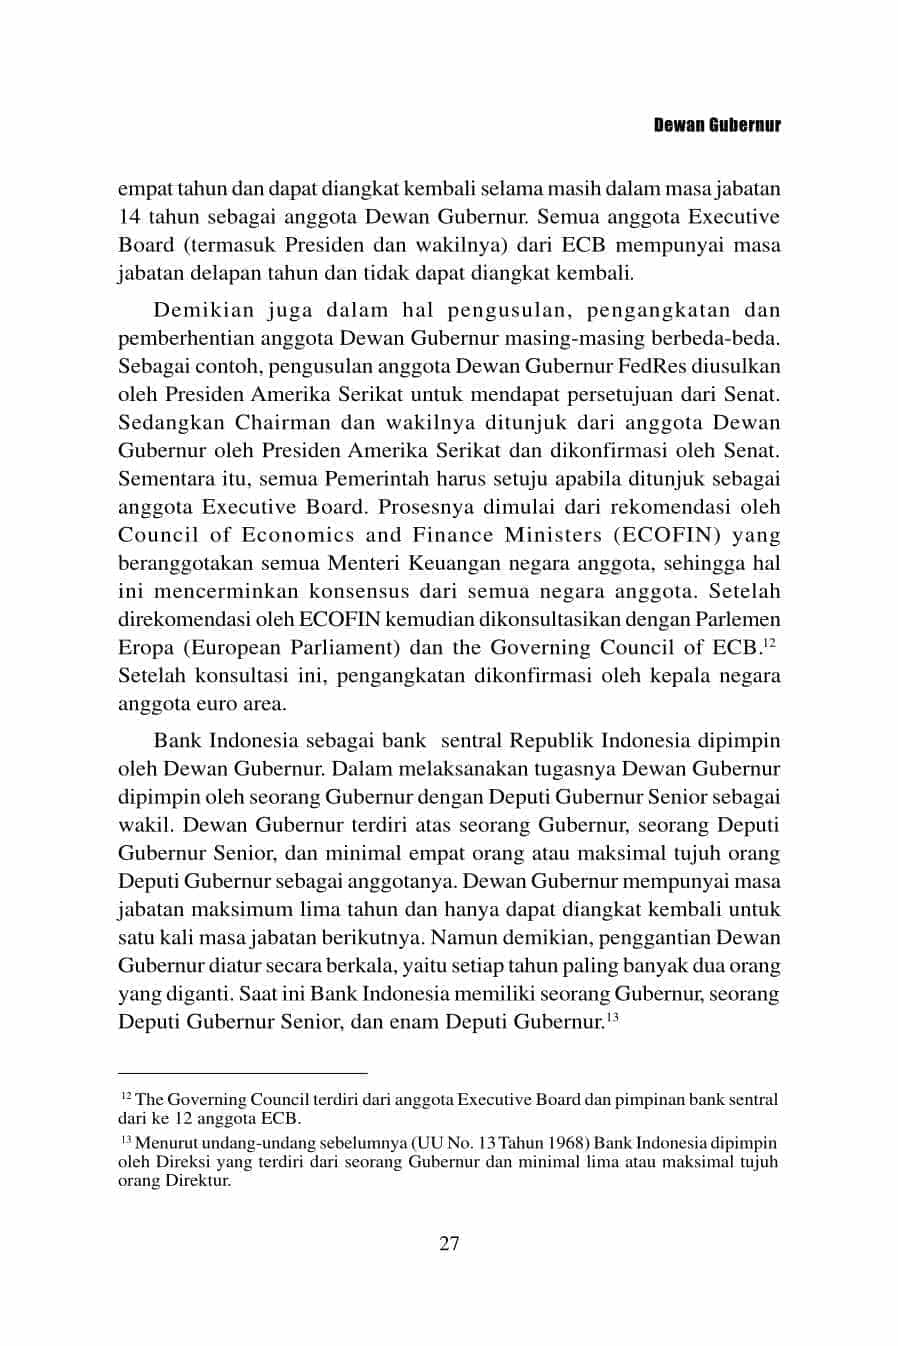 Dewan Gubernur
empat tahun dan dapat diangkat kembali selama masih dalam masa jabatan
14 tahun sebagai anggota Dewan Gubernur. Semua anggota Executive
Board (termasuk Presiden dan wakilnya) dari ECB mempunyai masa
jabatan delapan tahun dan tidak dapat diangkat kembali.
Demikian juga dalam hal pengusulan, pengangkatan dan
pemberhentian anggota Dewan Gubernur masing-masing berbeda-beda.
Sebagai contoh, pengusulan anggota Dewan Gubernur FedRes diusulkan
oleh Presiden Amerika Serikat untuk mendapat persetujuan dari Senat.
Sedangkan Chairman dan wakilnya ditunjuk dari anggota Dewan
Gubernur oleh Presiden Amerika Serikat dan dikonfirmasi oleh Senat.
Sementara itu, semua Pemerintah harus setuju apabila ditunjuk sebagai
anggota Executive Board. Prosesnya dimulai dari rekomendasi oleh
Council of Economics and Finance Ministers (ECOFIN) yang
beranggotakan semua Menteri Keuangan negara anggota, sehingga hal
ini mencerminkan konsensus dari semua negara anggota. Setelah
direkomendasi oleh ECOFIN kemudian dikonsultasikan dengan Parlemen
Eropa (European Parliament) dan the Governing Council of ECB.¹²
Setelah konsultasi ini, pengangkatan dikonfirmasi oleh kepala negara
anggota euro area.
Bank Indonesia sebagai bank sentral Republik Indonesia dipimpin
oleh Dewan Gubernur. Dalam melaksanakan tugasnya Dewan Gubernur
dipimpin oleh seorang Gubernur dengan Deputi Gubernur Senior sebagai
wakil. Dewan Gubernur terdiri atas seorang Gubernur, seorang Deputi
Gubernur Senior, dan minimal empat orang atau maksimal tujuh orang
Deputi Gubernur sebagai anggotanya. Dewan Gubernur mempunyai masa
jabatan maksimum lima tahun dan hanya dapat diangkat kembali untuk
satu kali masa jabatan berikutnya. Namun demikian, penggantian Dewan
Gubernur diatur secara berkala, yaitu setiap tahun paling banyak dua orang
yang diganti. Saat ini Bank Indonesia memiliki seorang Gubernur, seorang
Deputi Gubernur Senior, dan enam Deputi Gubernur.¹³
¹² The Governing Council terdiri dari anggota Executive Board dan pimpinan bank sentral
dari ke 12 anggota ECB.
¹³ Menurut undang-undang sebelumnya (UU No. 13 Tahun 1968) Bank Indonesia dipimpin
oleh Direksi yang terdiri dari seorang Gubernur dan minimal lima atau maksimal tujuh
orang Direktur.
27